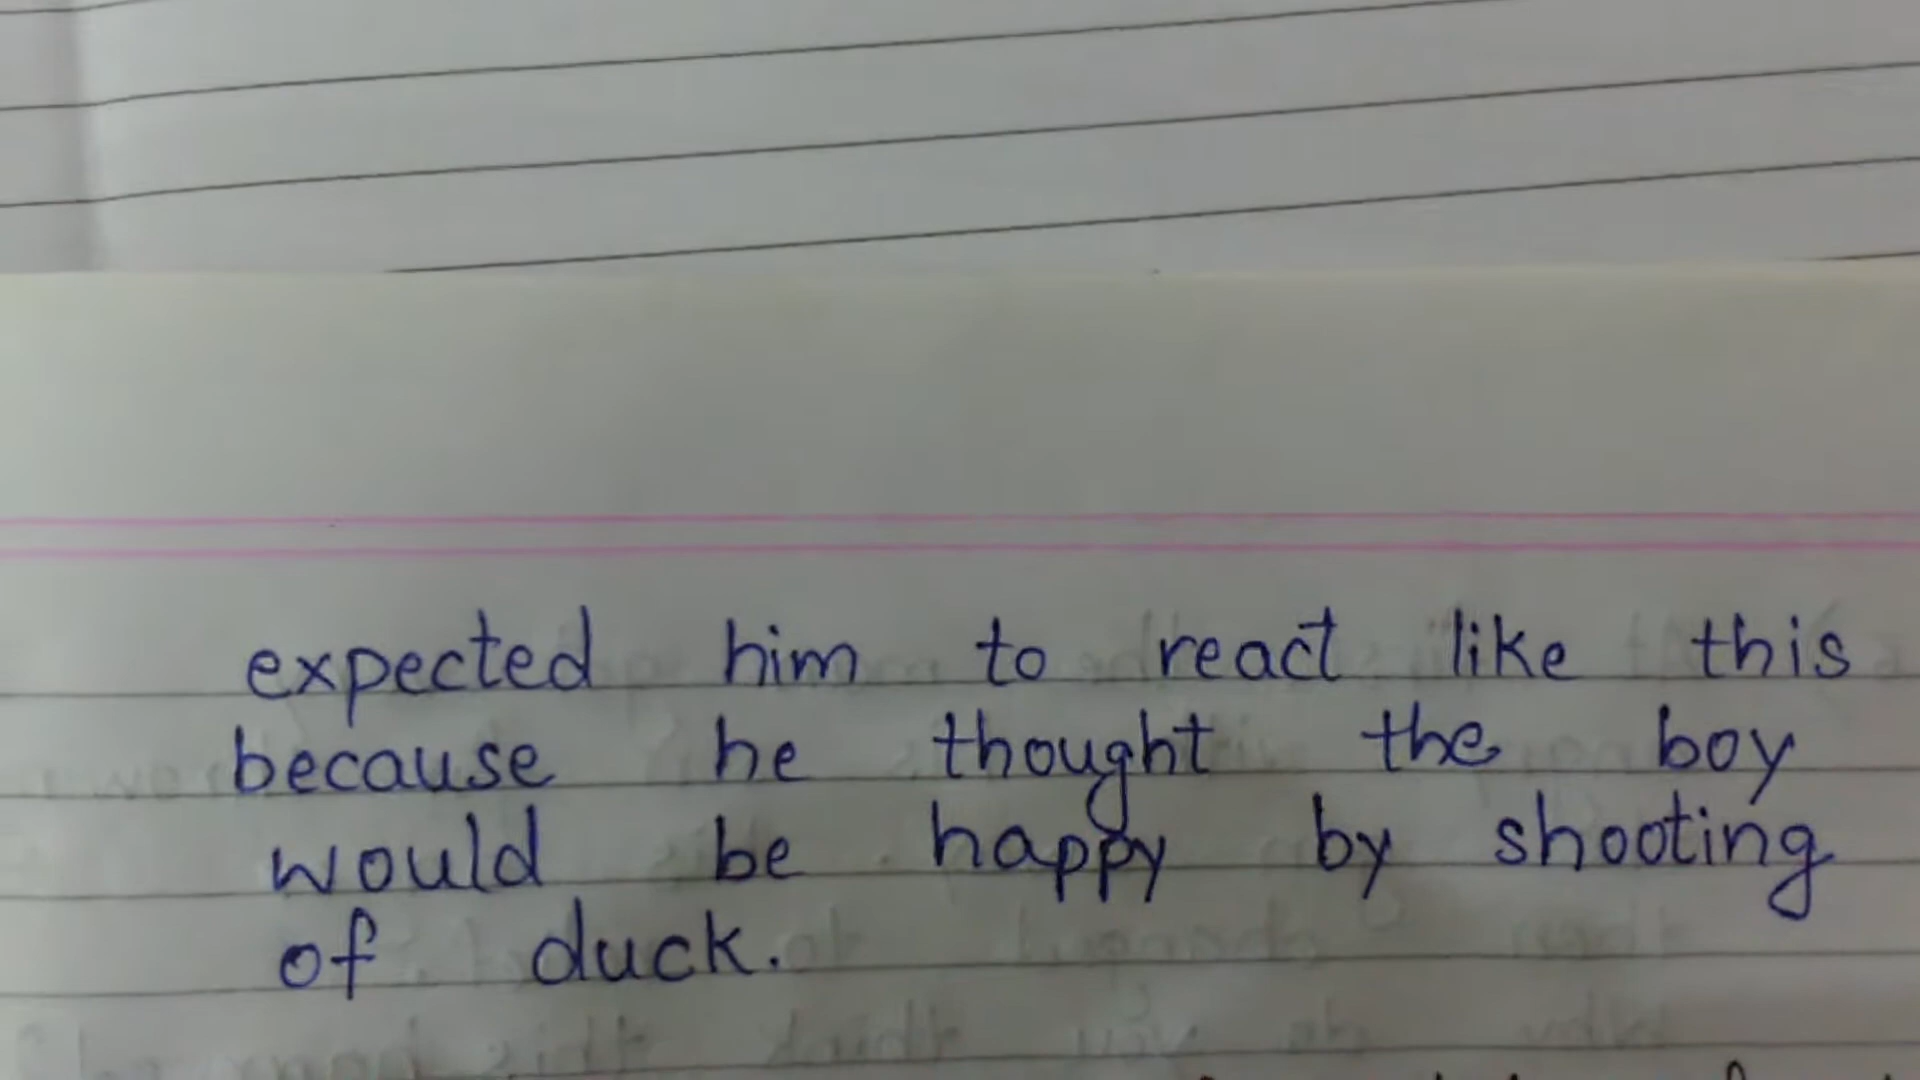 expected him to react like this
because he thought the boy
would be happy by shooting
of duck.